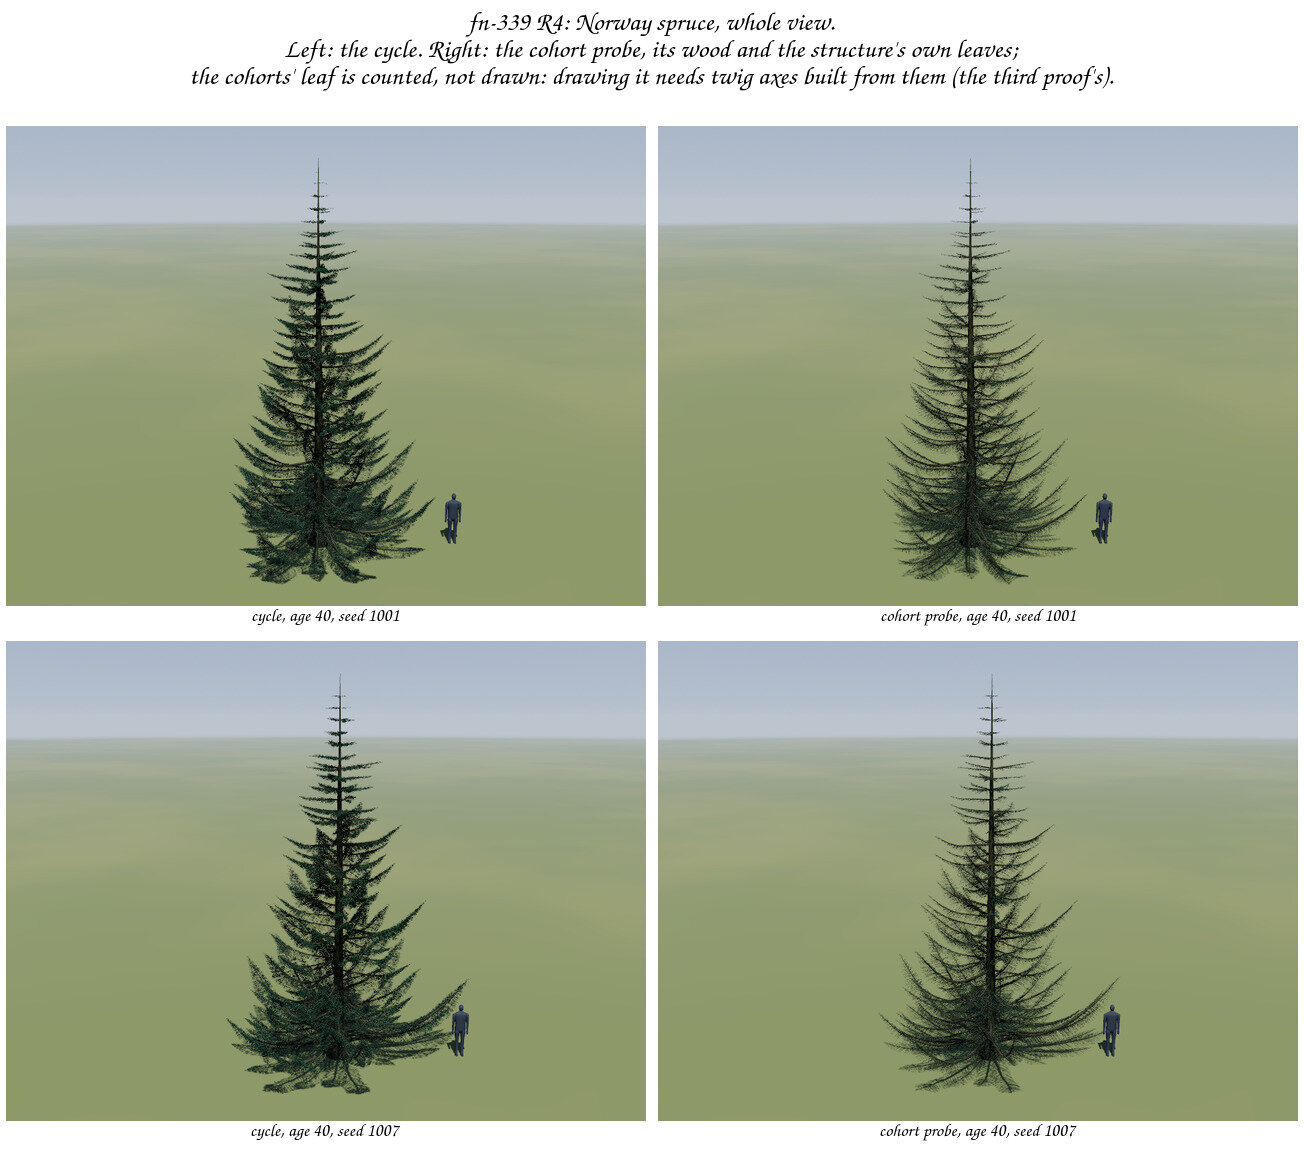 fn-339 R4: Norway spruce, whole view.
Left: the cycle. Right: the cohort probe, its wood and the structure's own leaves;
the cohorts' leaf is counted, not drawn: drawing it needs twig axes built from them (the third proof's).
cycle, age 40, seed 1001
cohort probe, age 40, seed 1001
cycle, age 40, seed 1007
cohort probe, age 40, seed 1007